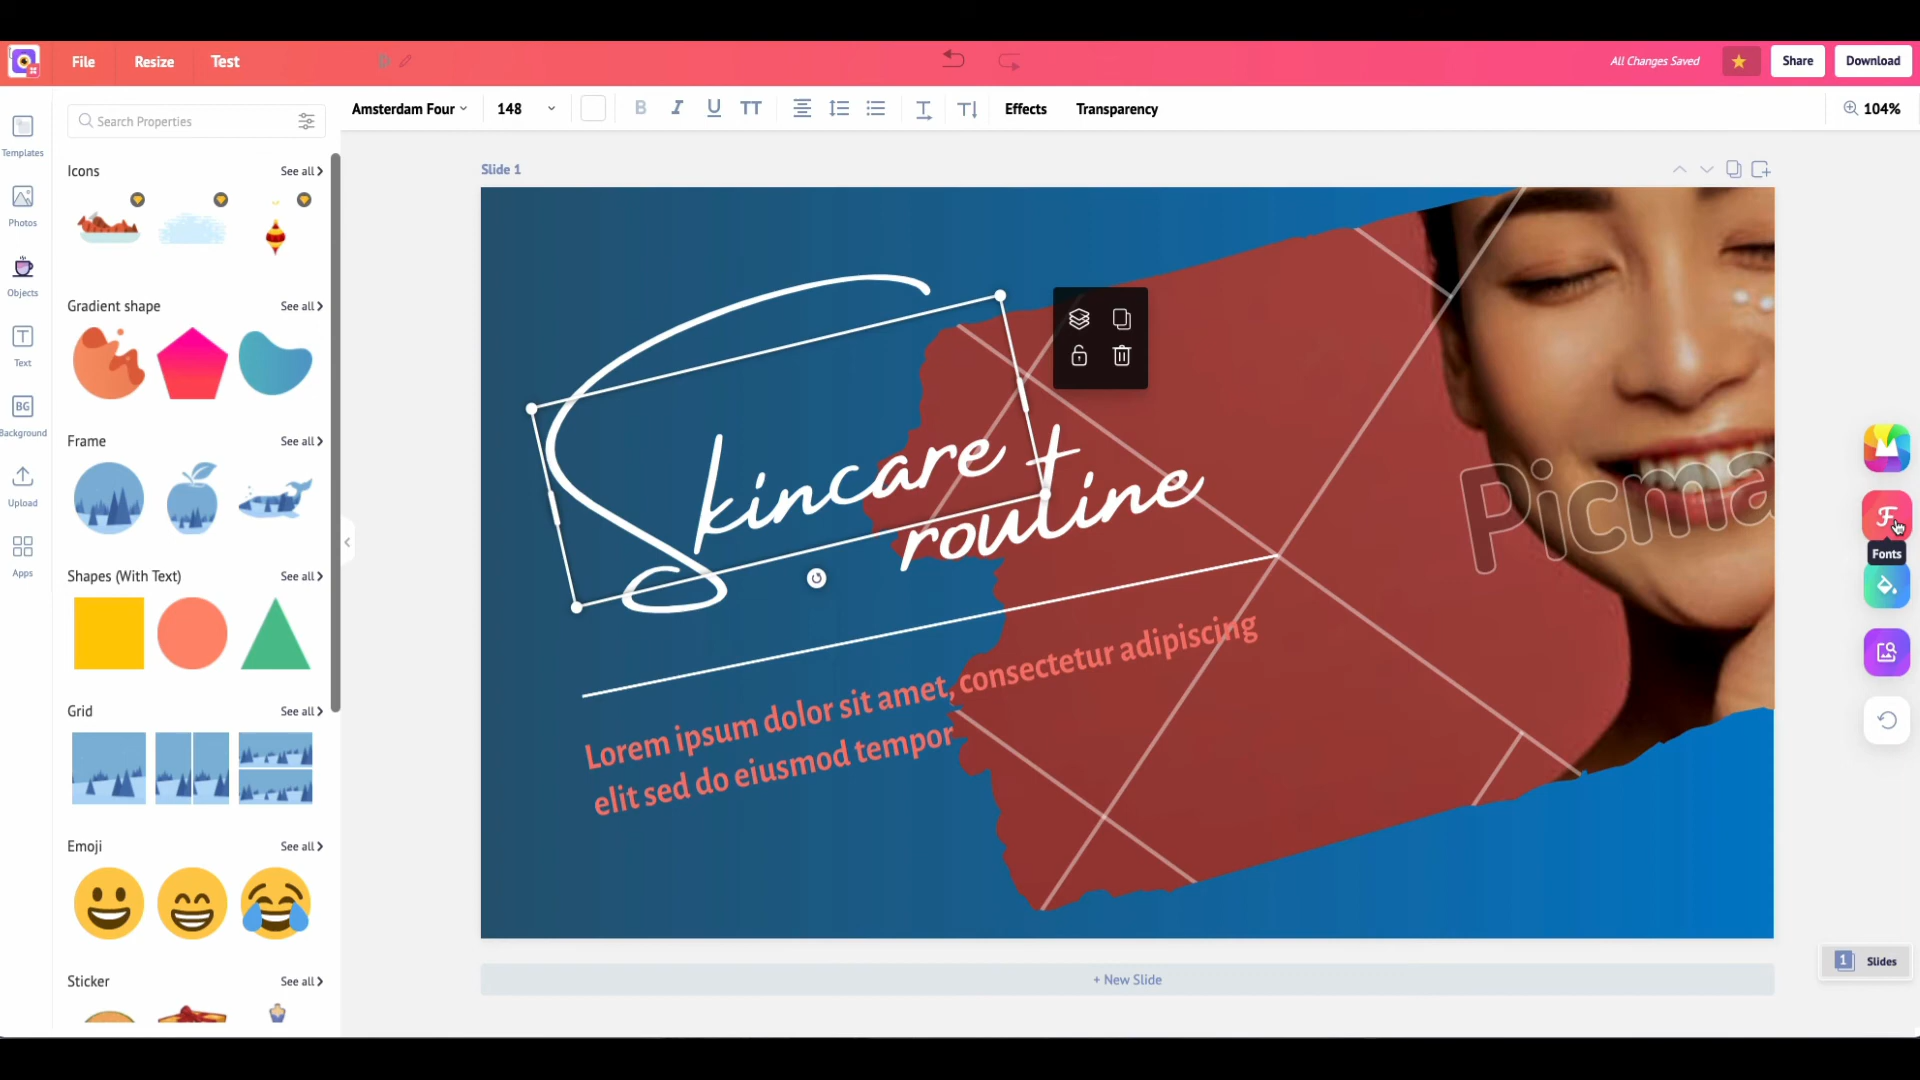 File
Resize
Test
All Changes Saved
Share
Download
Search Properties
Amsterdam Four
148
B
I
U
TT
T
T
Effects
Transparency
104%
Templates
Photos
Objects
T
Text
BG
Background
Upload
Apps
Icons
See all
Gradient shape
See all
Frame
See all
Shapes (With Text)
See all
Grid
See all
Emoji
See all
Sticker
See all
Slide 1
Skincare
routine
Lorem ipsum dolor sit amet, consectetur adipiscing
elit sed do eiusmod tempor
Picma
F
Fonts
+ New Slide
1
Slides